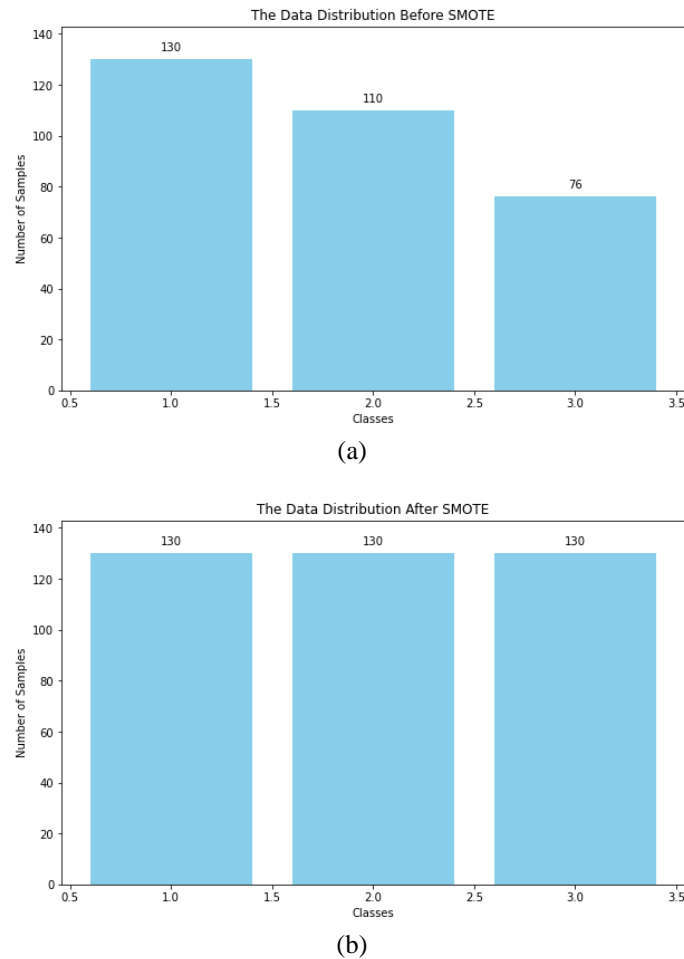 The Data Distribution Before SMOTE
140
130
120
110
100
80
76
60
40
20
0
Number of Samples
0.5 1.0 1.5 2.0 2.5 3.0 3.5
Classes
(a)
The Data Distribution After SMOTE
140
130 130 130
120
100
80
60
40
20
0
Number of Samples
0.5 1.0 1.5 2.0 2.5 3.0 3.5
Classes
(b)